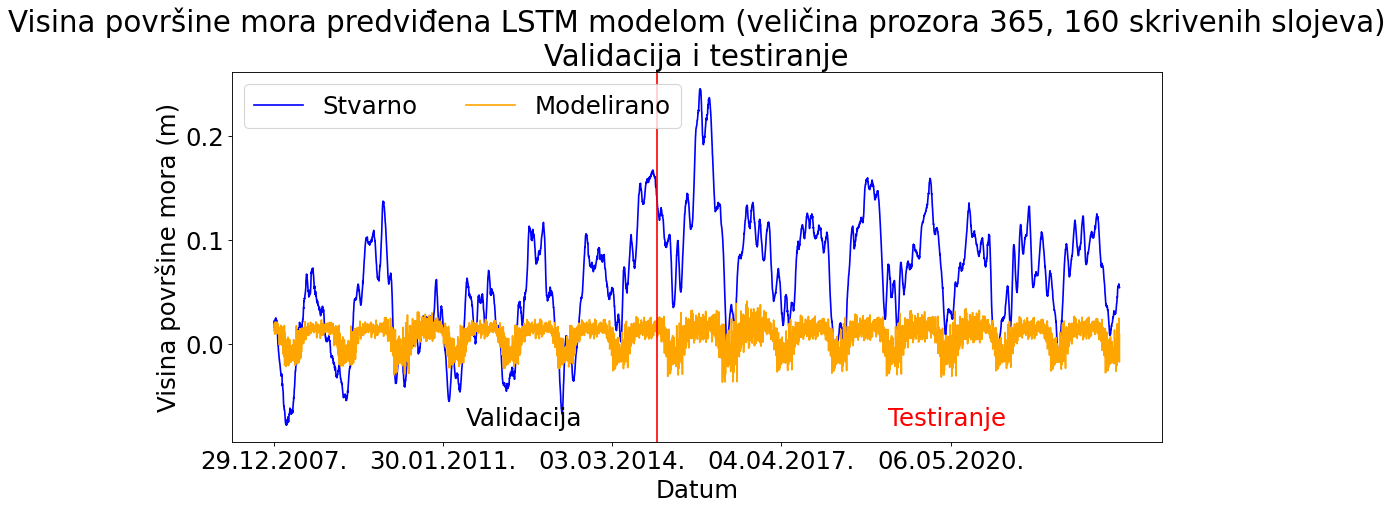 Visina površine mora predviđena LSTM modelom (veličina prozora 365, 160 skrivenih slojeva)
Validacija i testiranje
Stvarno
Modelirano
Visina površine mora (m)
0.2
0.1
0.0
Validacija
Testiranje
29.12.2007.
30.01.2011.
03.03.2014.
04.04.2017.
06.05.2020.
Datum